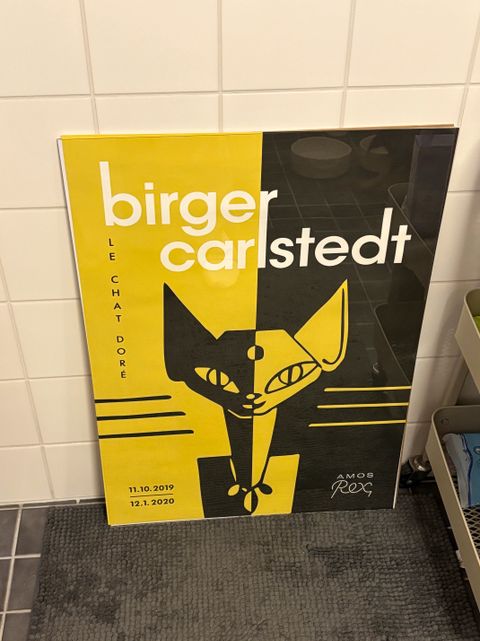 birger
carlstedt
LE CHAT DORÉ
11.10.2019
12.1.2020
AMOS
Rex